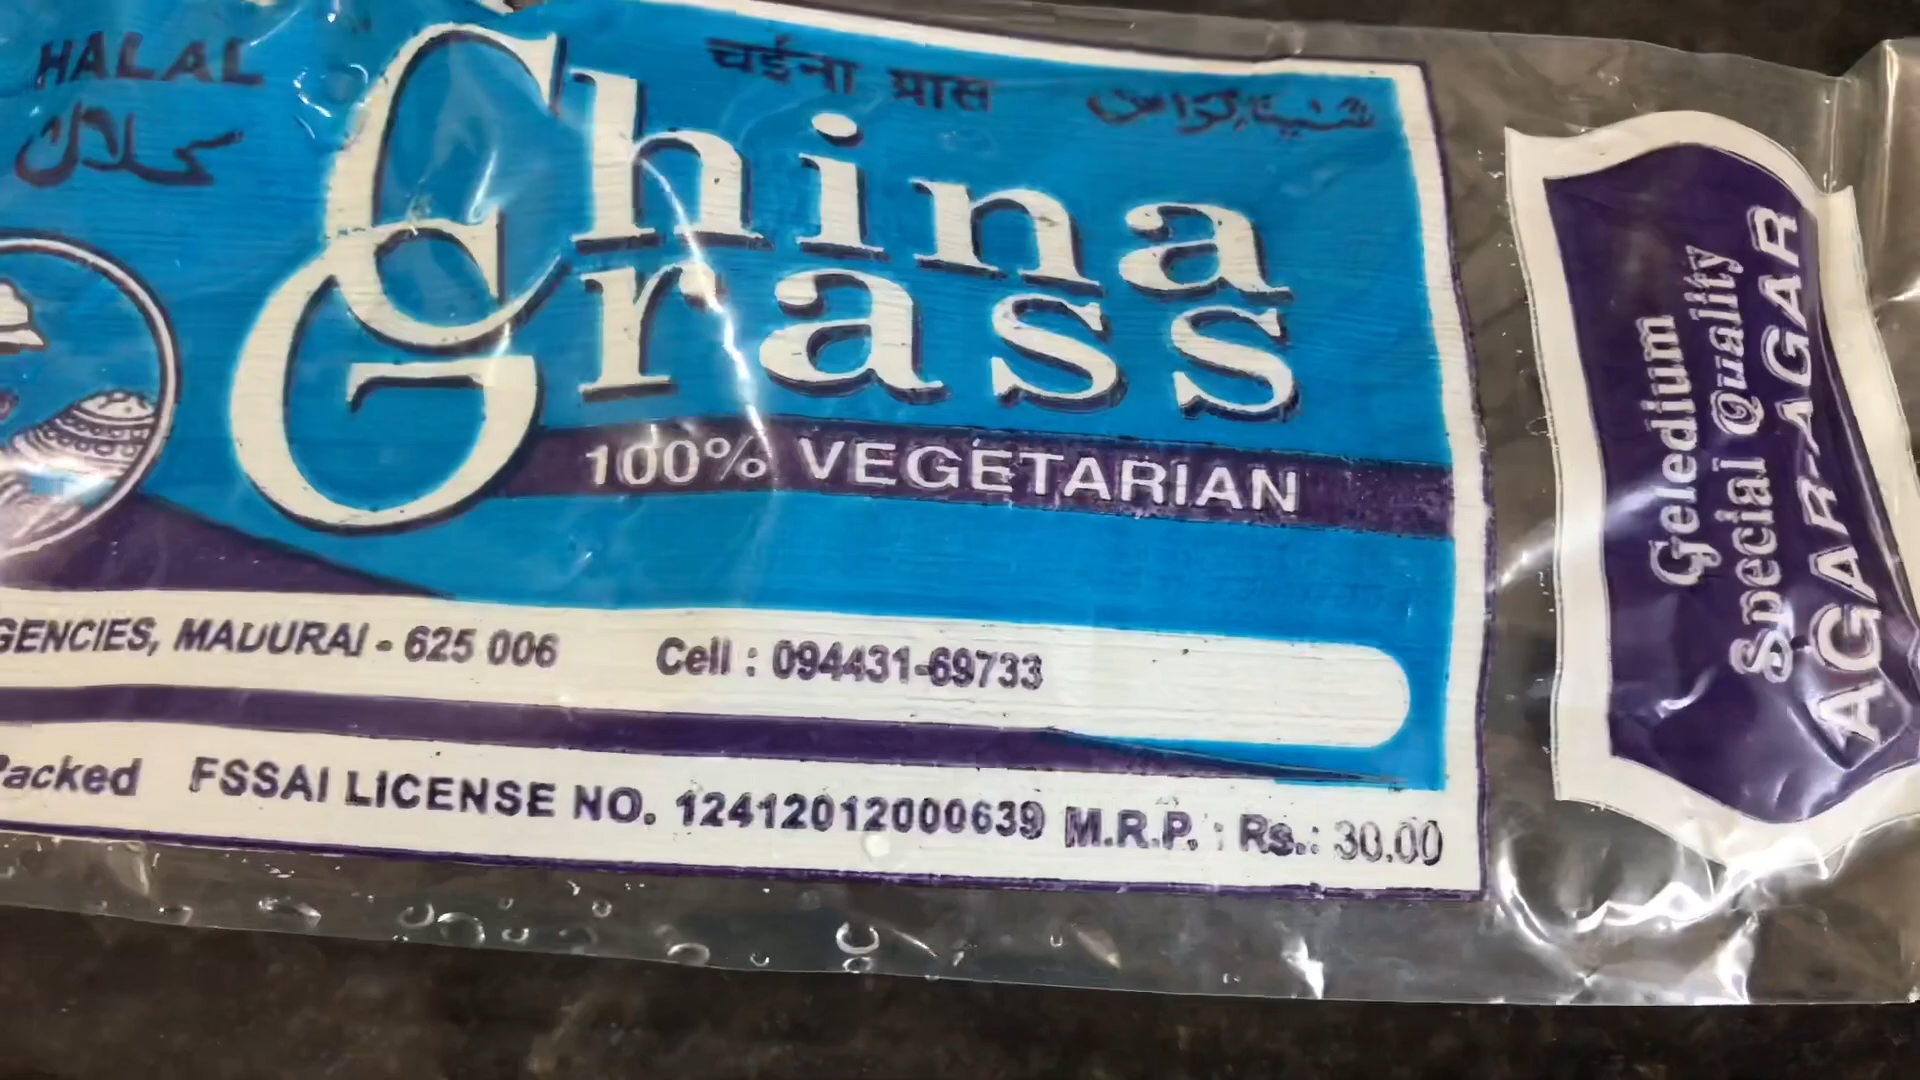 HALAL
حلال
चईना ग्रास
China
Grass
100% VEGETARIAN
GENCIES, MADURAI - 625 006 Cell : 094431-69733
Packed FSSAI LICENSE NO. 12412012000639 M.R.P. : Rs.: 30.00
Geledium
Special Quality
AGAR-AGAR